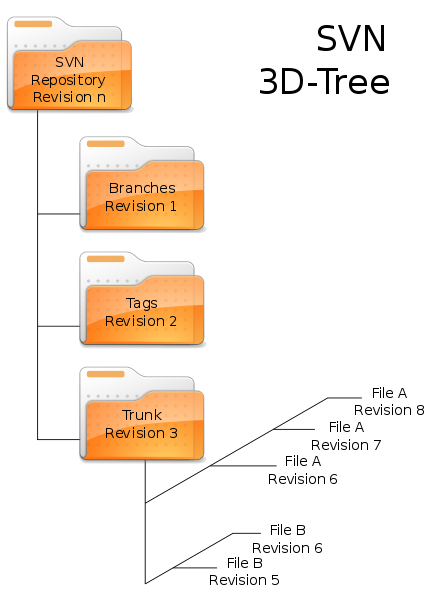 SVN
3D-Tree
SVN
Repository
Revision n
Branches
Revision 1
Tags
Revision 2
Trunk
Revision 3
File A
Revision 8
File A
Revision 7
File A
Revision 6
File B
Revision 6
File B
Revision 5